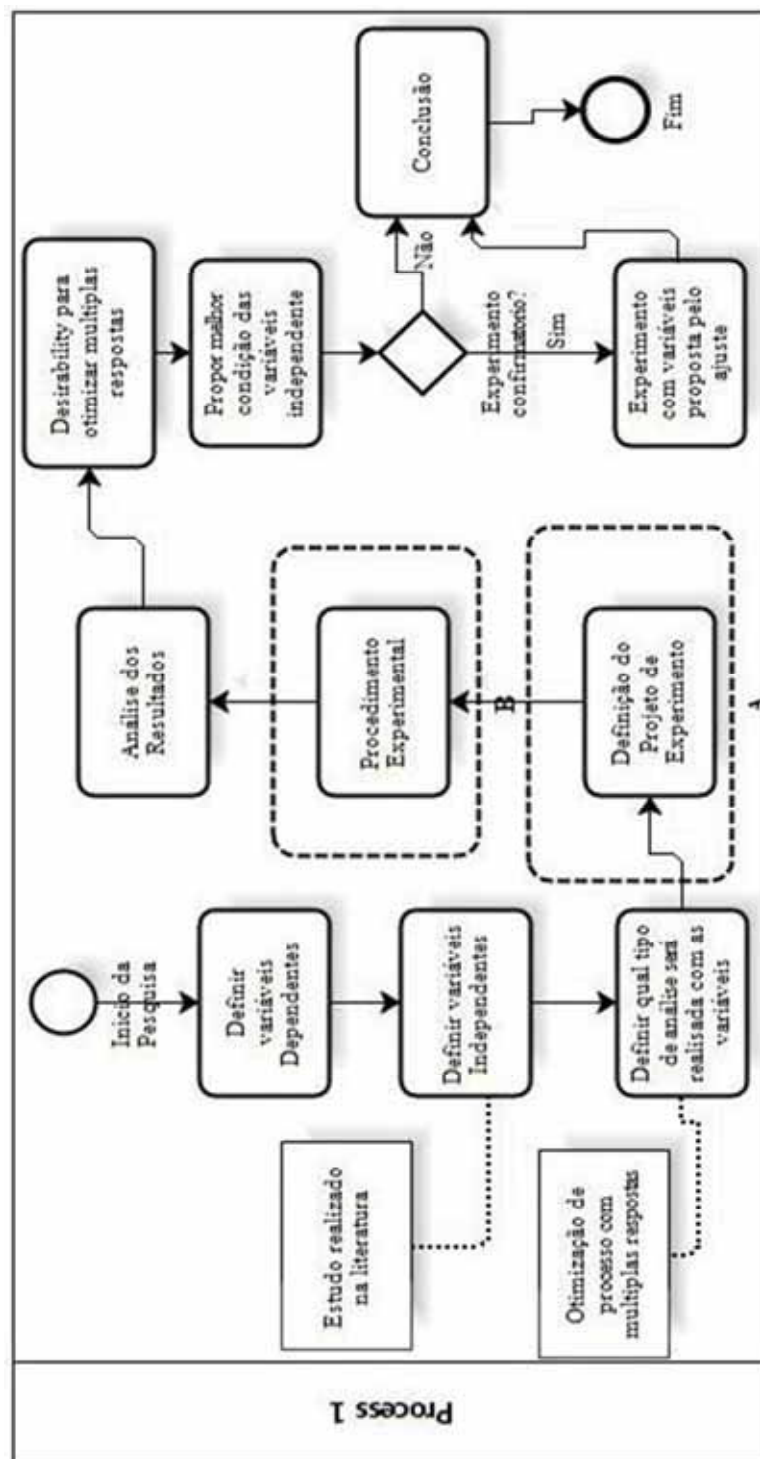 Process 1
Inicio da
Pesquisa
Definir
variáveis
Dependentes
Estudo realizado
na literatura
Definir variáveis
Independentes
Otimização de
processo com
multiplas respostas
Definir qual tipo
de análise será
realisada com as
variáveis
A
Definição do
Projeto de
Experimento
B
Procedimento
Experimental
Análise dos
Resultados
Desirability para
otimizar multiplas
respostas
Propor melhor
condição das
variáveis
independente
Experimento
confirmatorio?
Não
Sim
Experimento
com variáveis
proposta pelo
ajuste
Conclusão
Fim